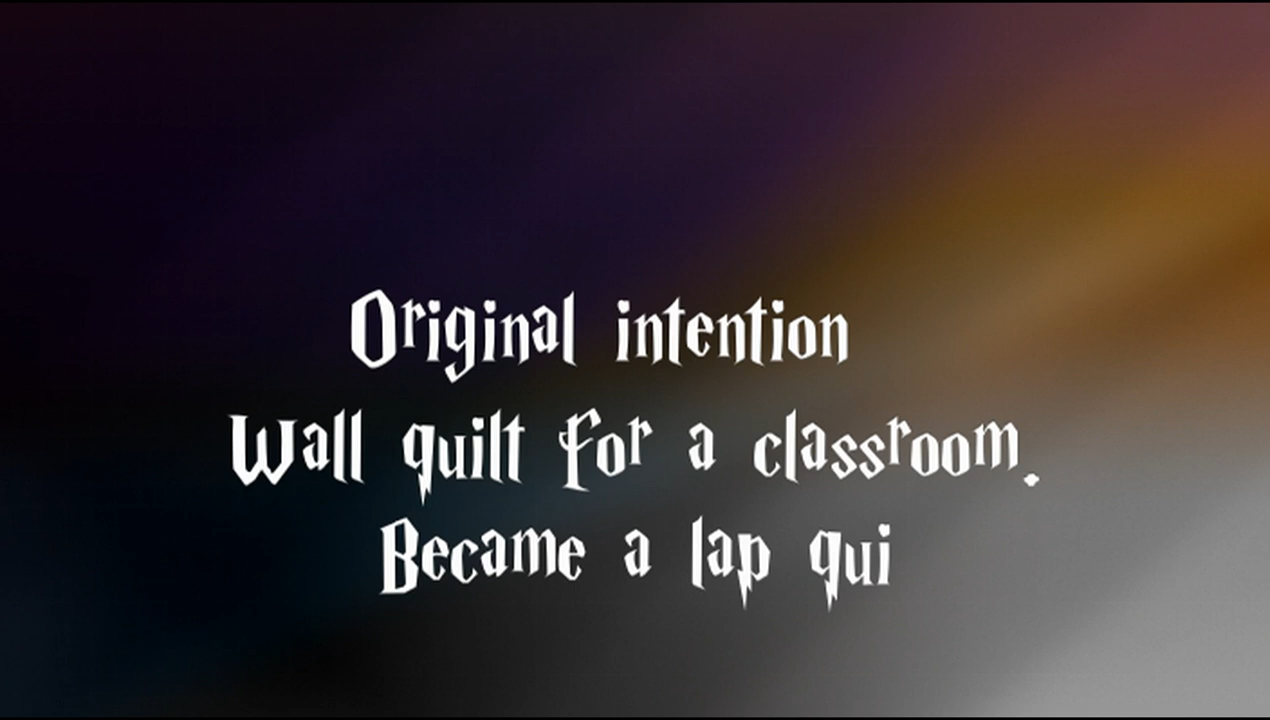 Original intention
Wall quilt for a classroom.
Became a lap qui